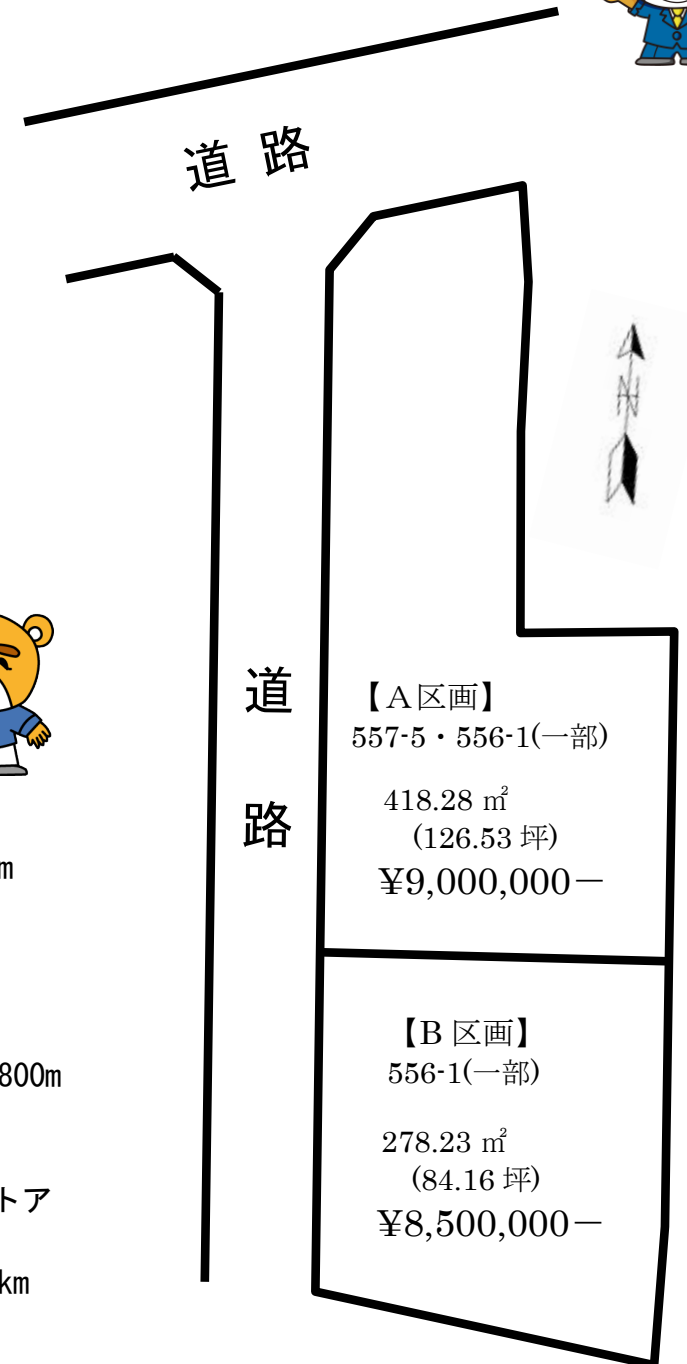 道 路
道
路
【A区画】
557-5・556-1(一部)
418.28 ㎡
(126.53 坪)
¥9,000,000－
【B 区画】
556-1(一部)
278.23 ㎡
(84.16 坪)
¥8,500,000－
N
m
800m
トア
km